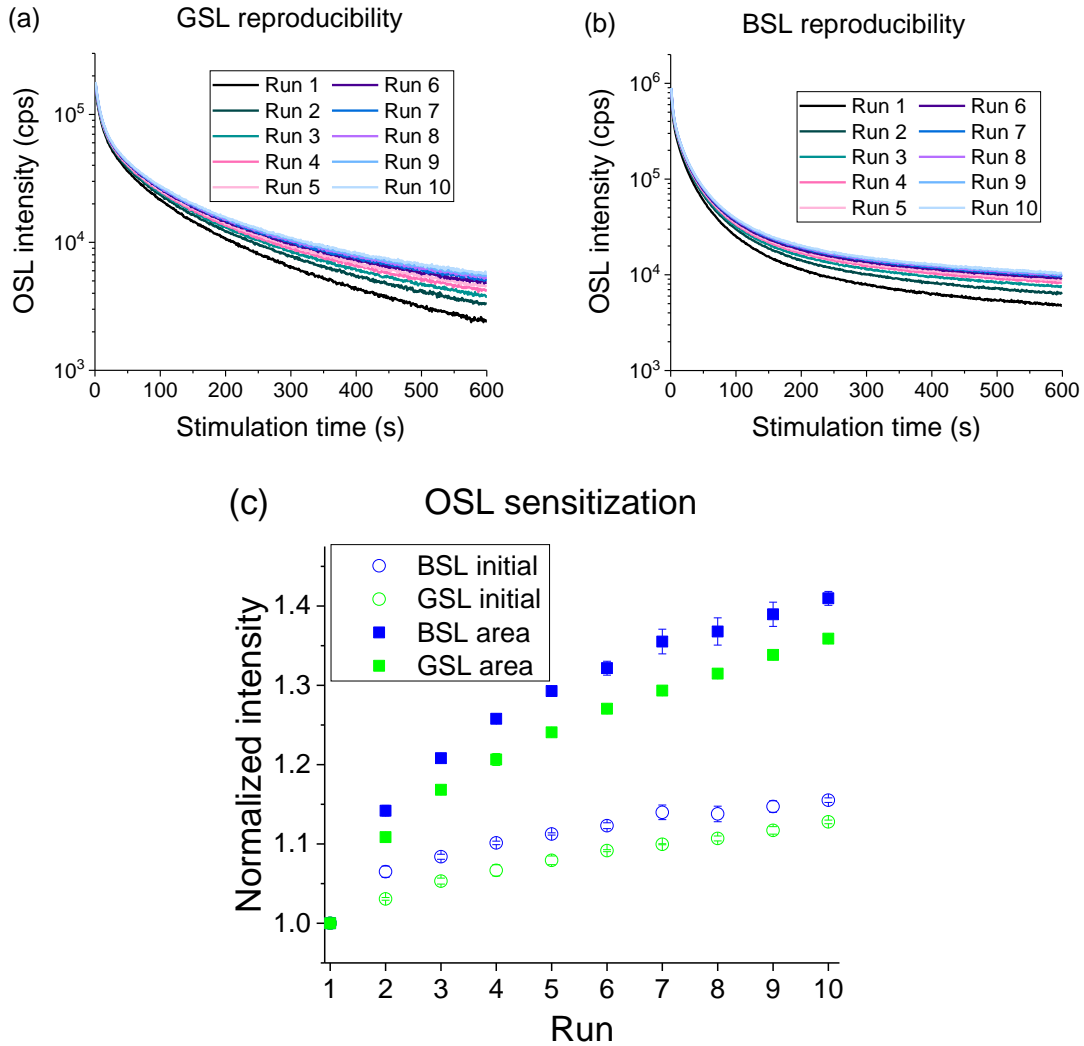 (a)
GSL reproducibility
OSL intensity (cps)
10^5
10^4
10^3
Run 1
Run 2
Run 3
Run 4
Run 5
Run 6
Run 7
Run 8
Run 9
Run 10
0 100 200 300 400 500 600
Stimulation time (s)
(b)
BSL reproducibility
OSL intensity (cps)
10^6
10^5
10^4
10^3
Run 1
Run 2
Run 3
Run 4
Run 5
Run 6
Run 7
Run 8
Run 9
Run 10
0 100 200 300 400 500 600
Stimulation time (s)
(c)
OSL sensitization
BSL initial
GSL initial
BSL area
GSL area
Normalized intensity
1.4
1.3
1.2
1.1
1.0
1 2 3 4 5 6 7 8 9 10
Run